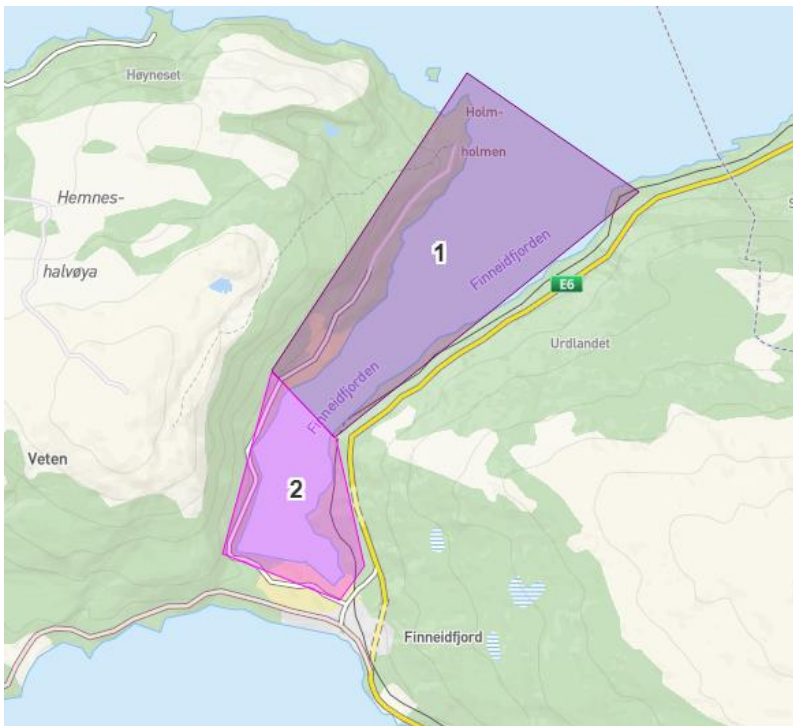 Høyneset
Holm-
holmen
Hemnes-
halvøya
1
Finneidfjorden
E6
Urdlandet
Finneidfjorden
Veten
2
Finneidfjord